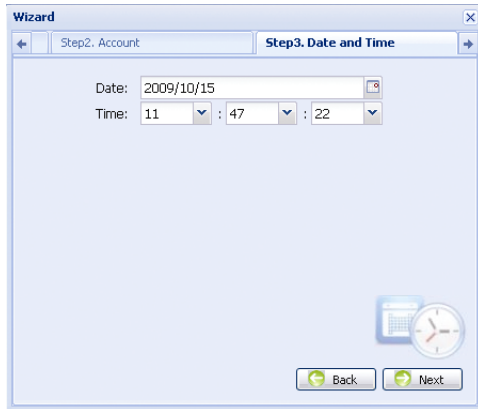 Wizard
Step2. Account Step3. Date and Time
Date: 2009/10/15
Time: 11 : 47 : 22
Back Next